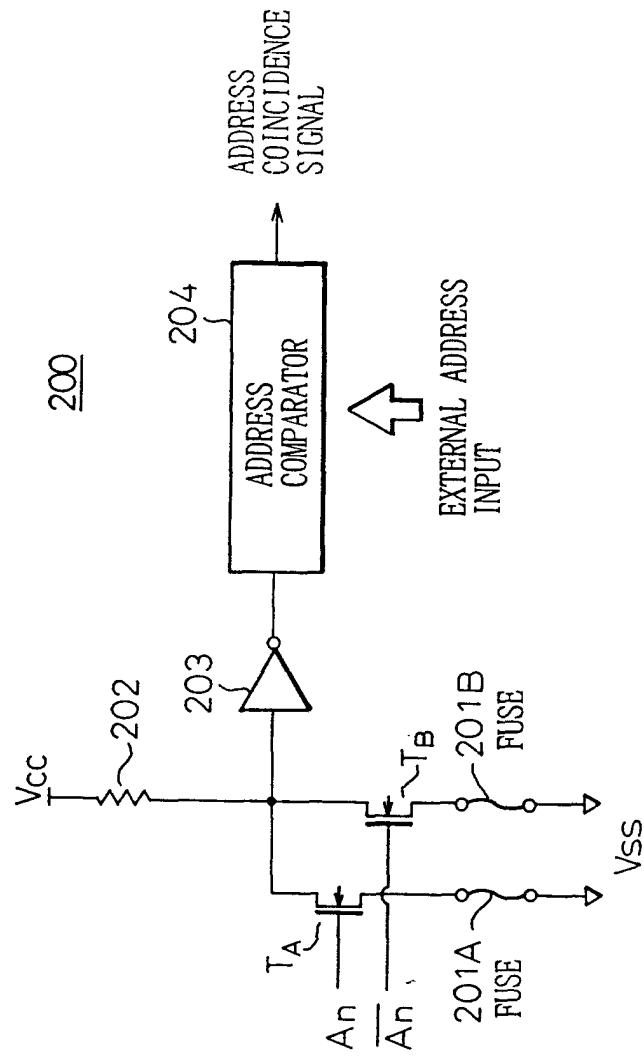 200
Vcc
202
203
204
ADDRESS
COMPARATOR
ADDRESS
COINCIDENCE
SIGNAL
EXTERNAL ADDRESS
INPUT
TA
TB
An
A̅n̅
201A
FUSE
201B
FUSE
Vss